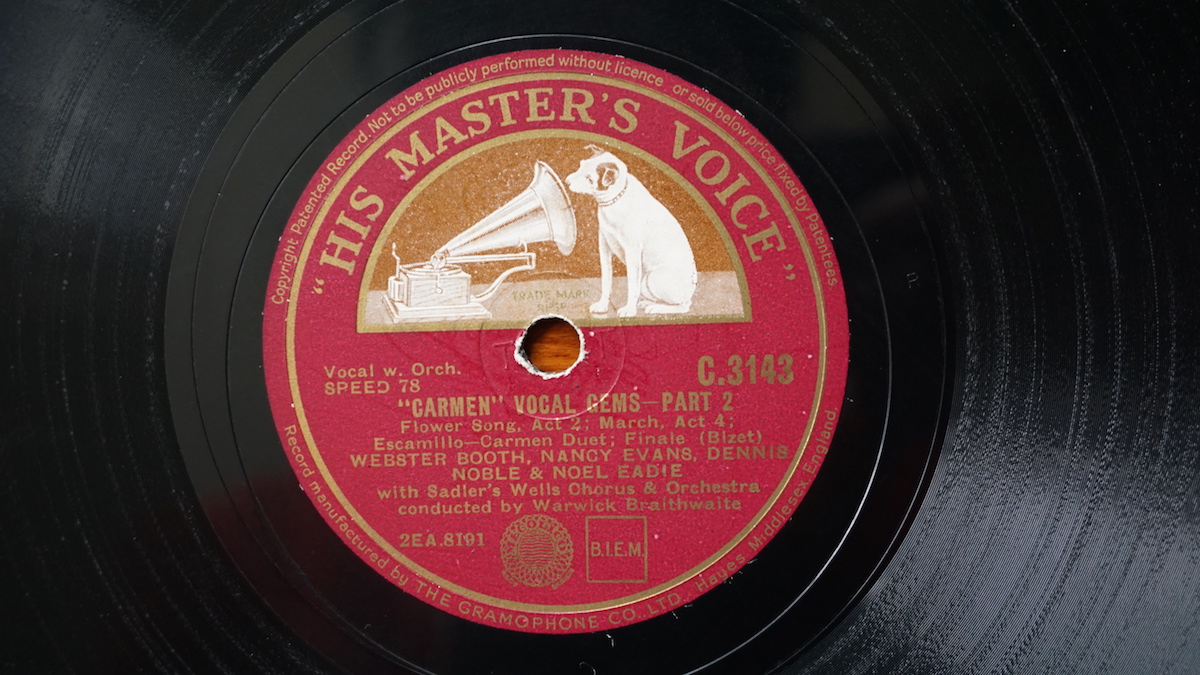 Copyright Patented Record. Not to be publicly performed without licence or sold below price fixed by Patentees
"HIS MASTER'S VOICE"
TRADE MARK
Vocal w. Orch.
SPEED 78
C.3143
"CARMEN" VOCAL GEMS—PART 2
Flower Song, Act 2; March, Act 4;
Escamillo—Carmen Duet; Finale (Bizet)
WEBSTER BOOTH, NANCY EVANS, DENNIS
NOBLE & NOEL EADIE
with Sadler's Wells Chorus & Orchestra
conducted by Warwick Braithwaite
2EA.8191
B.I.E.M.
Record manufactured by THE GRAMOPHONE CO., LTD., Hayes, Middlesex, England